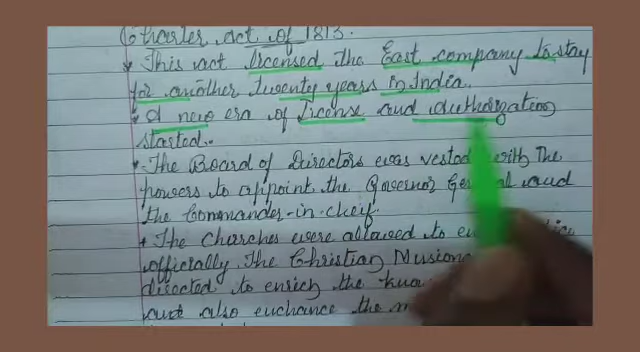 Charter act of 1813.
This act licensed the East company to stay
for another twenty years in India.
A new era of license and authorization
started.
The Board of Directors was vested with the
powers to appoint the Governor and
the Commander-in-cheif.
The Churches were allowed to
officially. The Christian
directed to enrich the
and also enchance the